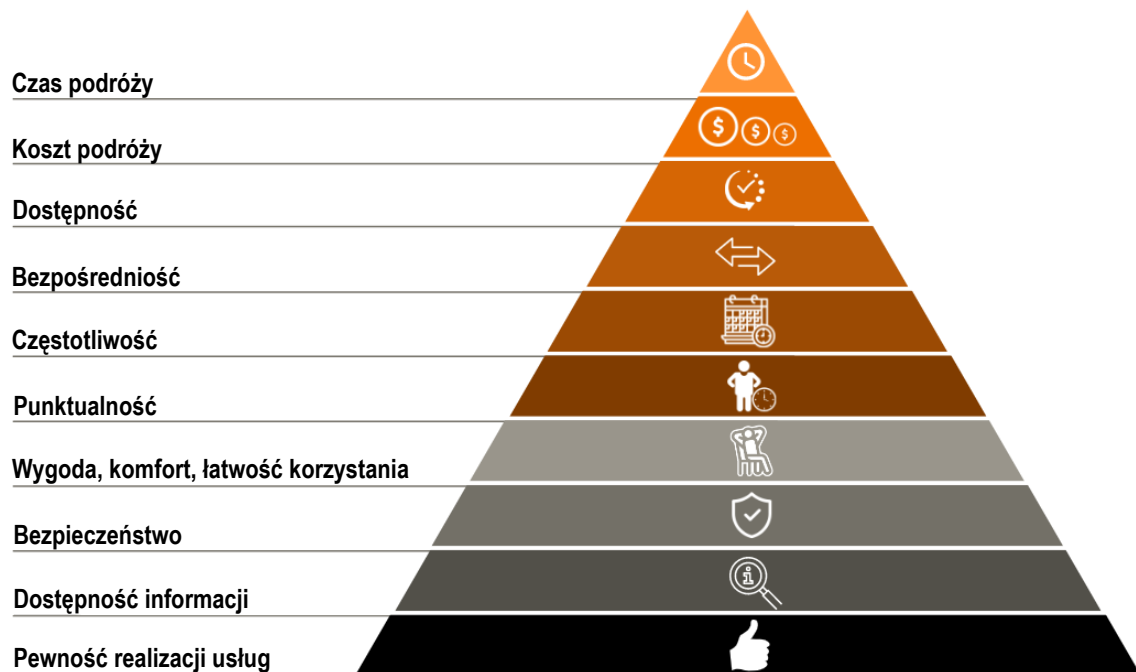 Czas podróży
Koszt podróży
Dostępność
Bezpośredniość
Częstotliwość
Punktualność
Wygoda, komfort, łatwość korzystania
Bezpieczeństwo
Dostępność informacji
Pewność realizacji usług